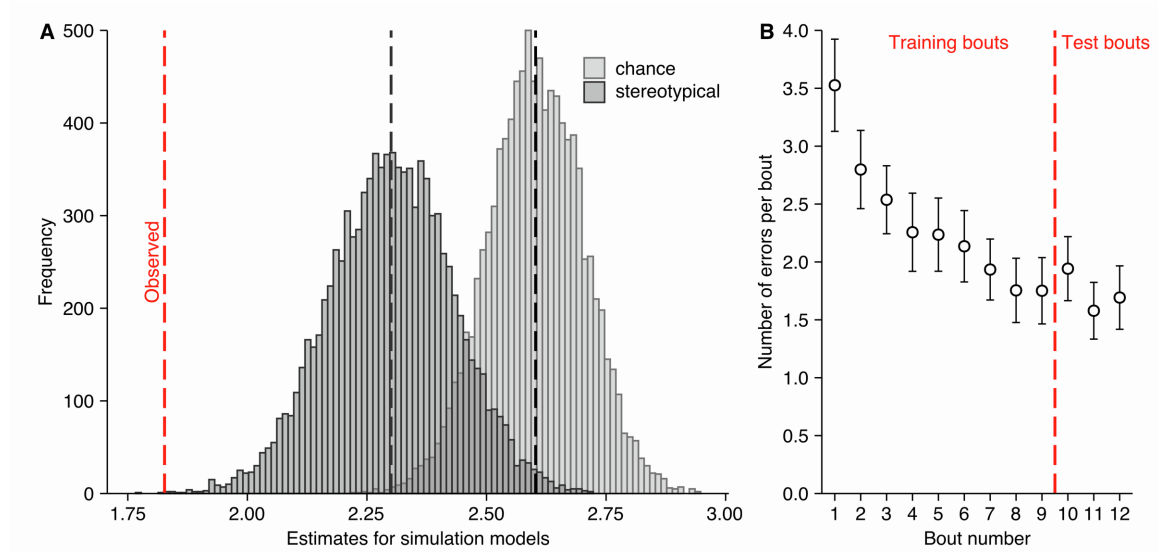 A
500
400
300
200
100
0
Frequency
Observed
chance
stereotypical
1.75 2.00 2.25 2.50 2.75 3.00
Estimates for simulation models
B
Training bouts
Test bouts
4.0
3.5
3.0
2.5
2.0
1.5
1.0
0.5
0.0
Number of errors per bout
1 2 3 4 5 6 7 8 9 10 11 12
Bout number